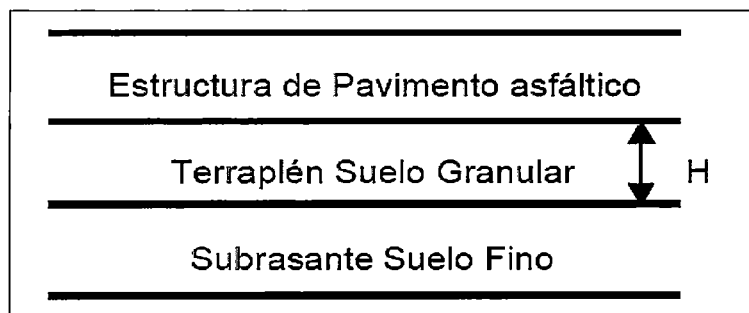 Estructura de Pavimento asfáltico
Terraplén Suelo Granular H
Subrasante Suelo Fino